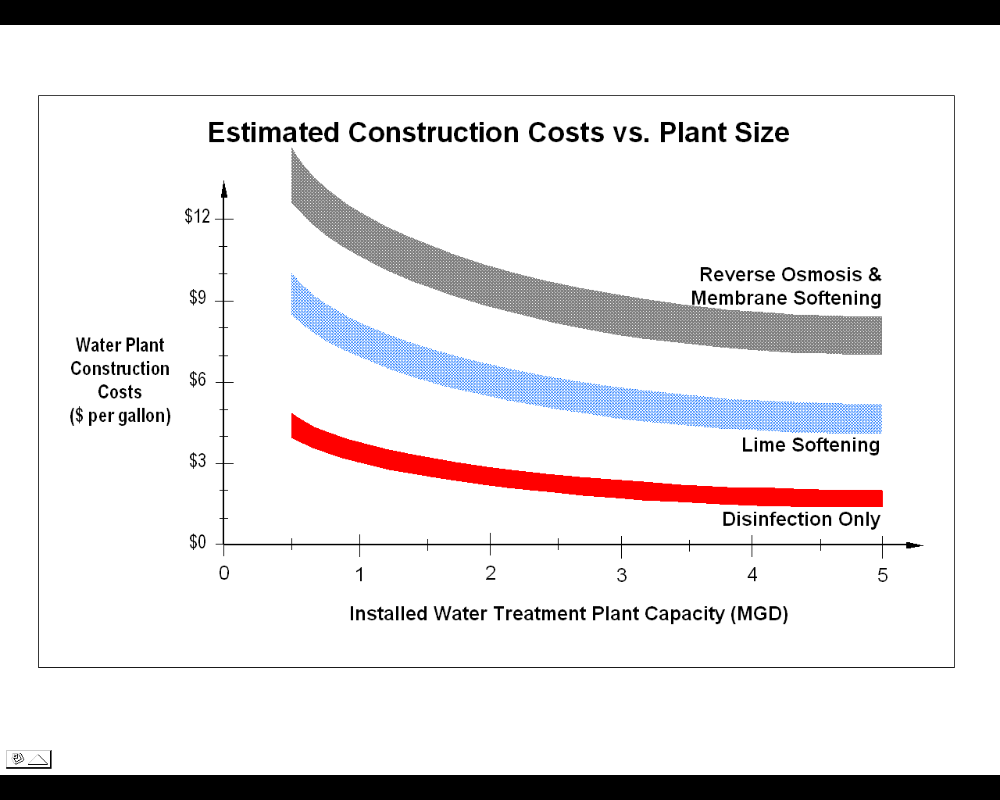 Estimated Construction Costs vs. Plant Size
$12
$9
$6
$3
$0
Water Plant
Construction
Costs
($ per gallon)
Reverse Osmosis &
Membrane Softening
Lime Softening
Disinfection Only
0 1 2 3 4 5
Installed Water Treatment Plant Capacity (MGD)